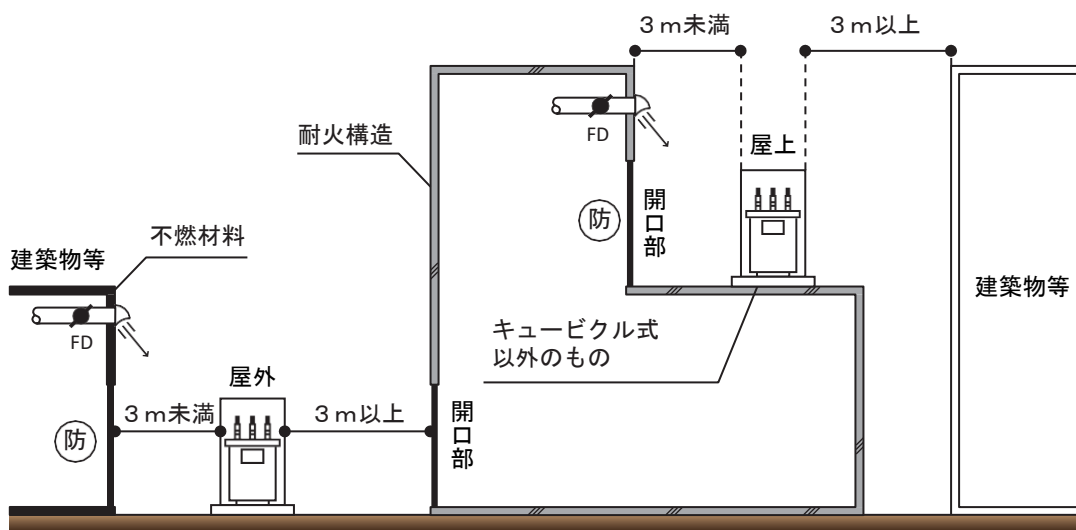 3m未満
3m以上
耐火構造
FD
屋上
防
開口部
不燃材料
建築物等
建築物等
FD
キュービクル式
以外のもの
屋外
3m未満
3m以上
防
開口部